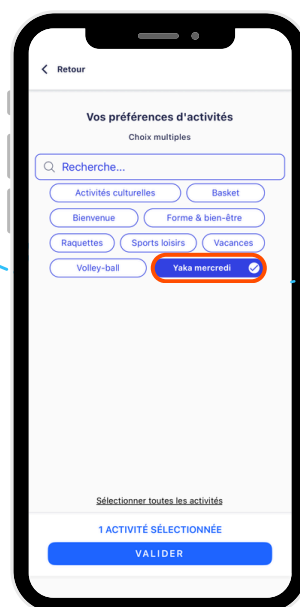 Retour
Vos préférences d'activités
Choix multiples
Recherche...
Activités culturelles Basket
Bienvenue Forme & bien-être
Raquettes Sports loisirs Vacances
Volley-ball Yaka mercredi
Sélectionner toutes les activités
1 ACTIVITÉ SÉLECTIONNÉE
VALIDER